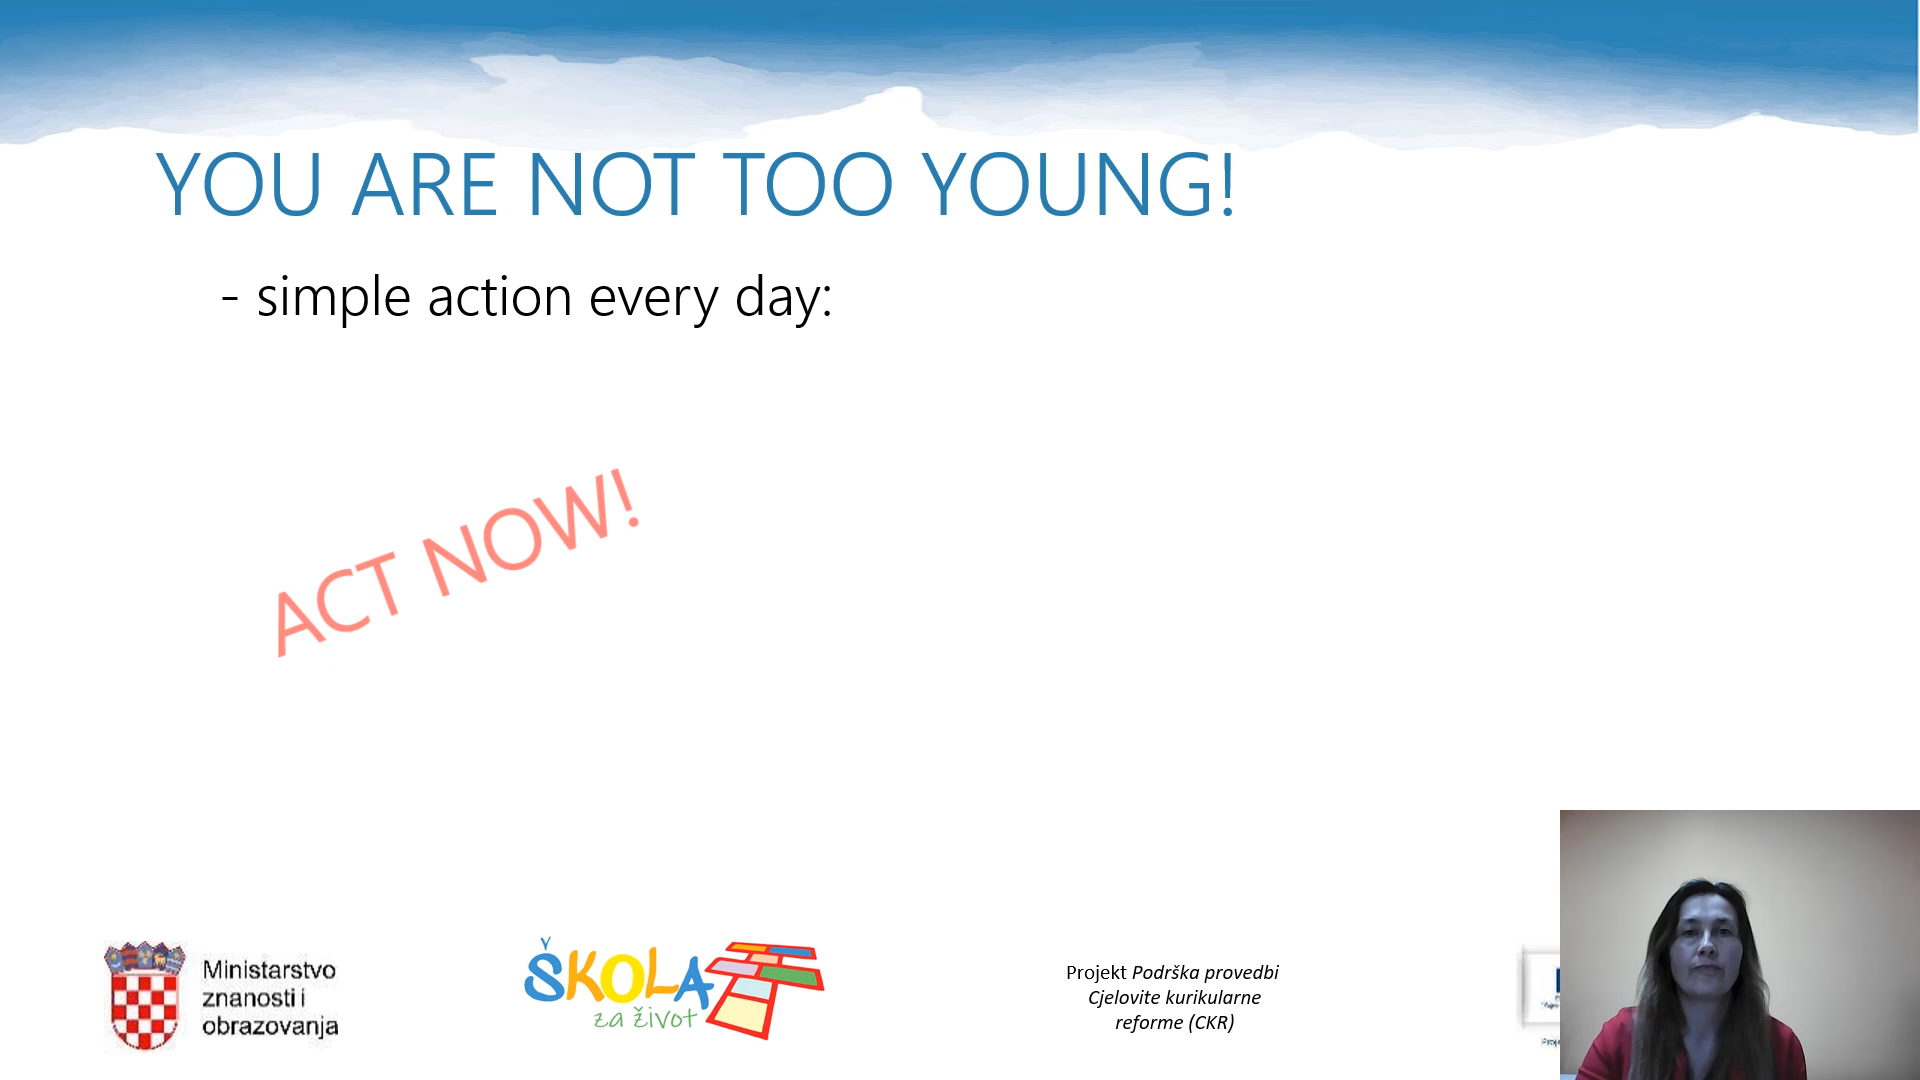 YOU ARE NOT TOO YOUNG!
- simple action every day:
ACT NOW!
Ministarstvo
znanosti i
obrazovanja
ŠKOLA
za život
Projekt Podrška provedbi
Cjelovite kurikularne
reforme (CKR)